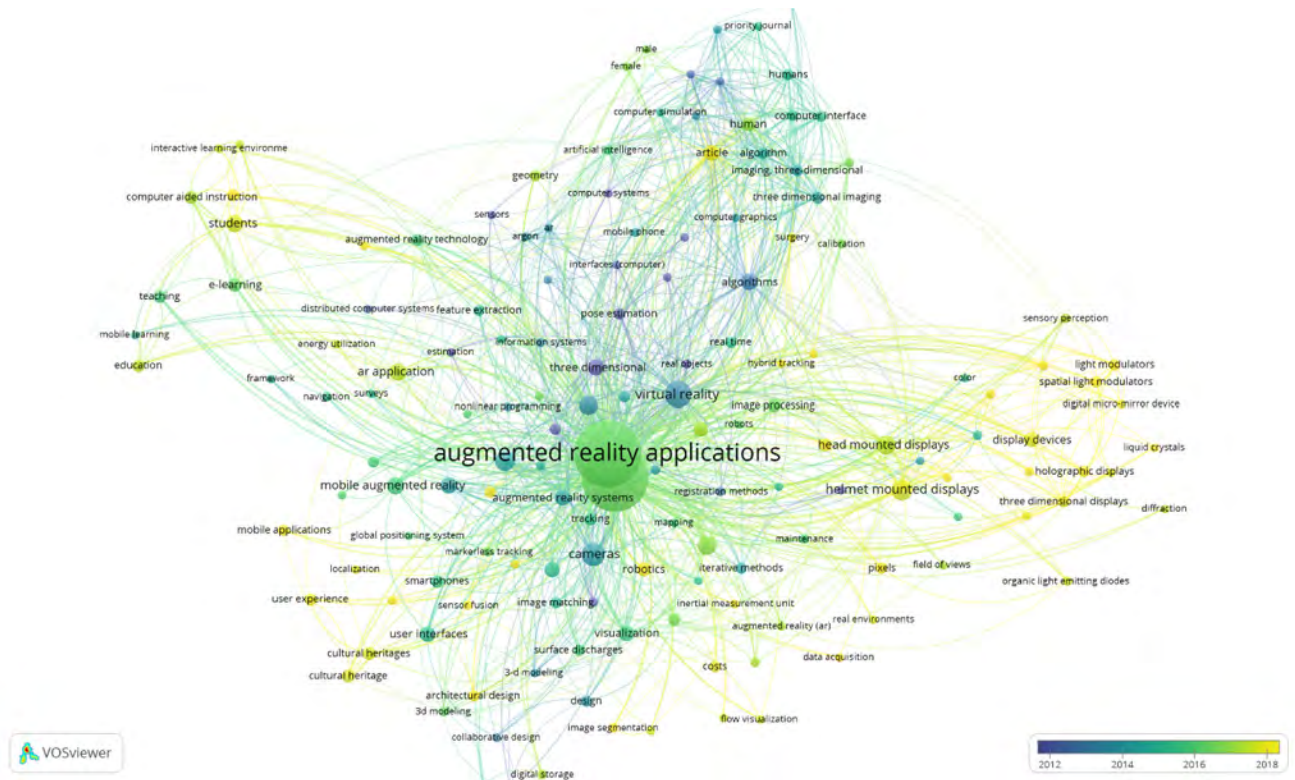 priority journal
male
female
humans
computer simulation
computer interface
human
interactive learning environme
artificial intelligence
article
algorithm
geometry
imaging, three-dimensional
computer aided instruction
computer systems
three dimensional imaging
students
sensors
computer graphics
augmented reality technology
argon
ar
mobile phone
surgery
calibration
interfaces (computer)
e-learning
algorithms
teaching
distributed computer systems
feature extraction
pose estimation
sensory perception
mobile learning
energy utilization
information systems
real time
estimation
education
ar application
three dimensional
real objects
hybrid tracking
light modulators
framework
color
spatial light modulators
navigation
surveys
virtual reality
nonlinear programming
image processing
digital micro-mirror device
robots
augmented reality applications
head mounted displays
display devices
liquid crystals
holographic displays
mobile augmented reality
helmet mounted displays
augmented reality systems
registration methods
three dimensional displays
diffraction
tracking
mapping
mobile applications
global positioning system
maintenance
markerless tracking
cameras
localization
robotics
iterative methods
pixels
field of views
smartphones
organic light emitting diodes
user experience
sensor fusion
image matching
inertial measurement unit
real environments
augmented reality (ar)
user interfaces
visualization
cultural heritages
surface discharges
data acquisition
cultural heritage
3-d modeling
costs
architectural design
design
3d modeling
flow visualization
image segmentation
collaborative design
digital storage
VOSviewer
2012
2014
2016
2018